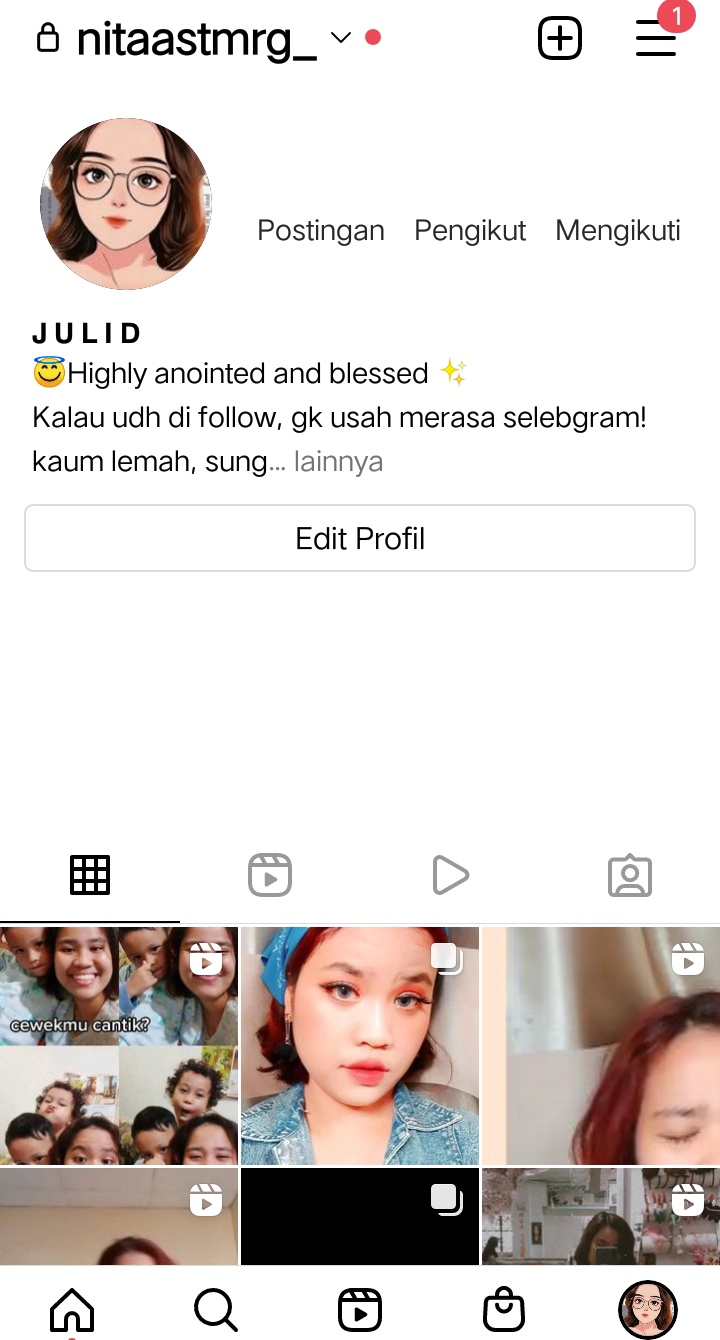 nitaastmrg_
1
Postingan Pengikut Mengikuti
J U L I D
😇Highly anointed and blessed ✨
Kalau udh di follow, gk usah merasa selebgram!
kaum lemah, sung... lainnya
Edit Profil
cewekmu cantik?